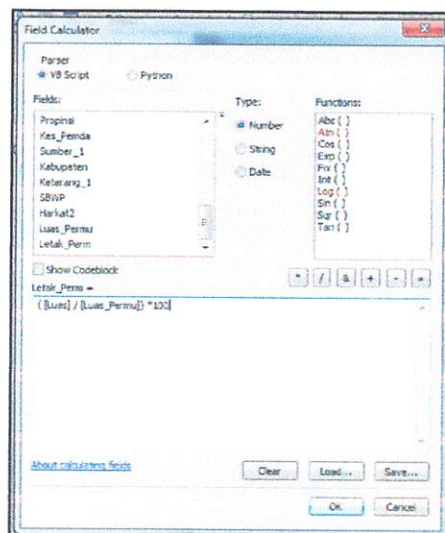 Field Calculator
Parser
VB Script
Python
Fields:
Type:
Functions:
Propinsi
Kes_Pemda
Sumber_1
Kabupaten
Keterang_1
SBWP
Harkat2
Luas_Permu
Letak_Perm
Number
String
Date
Abs ( )
Atn ( )
Cos ( )
Exp ( )
Fix ( )
Int ( )
Log ( )
Sin ( )
Sqr ( )
Tan ( )
Show Codeblock
* / & + - =
Letak_Perm =
( [Luas] / [Luas_Permu]) *100
About calculating fields
Clear
Load...
Save...
OK
Cancel